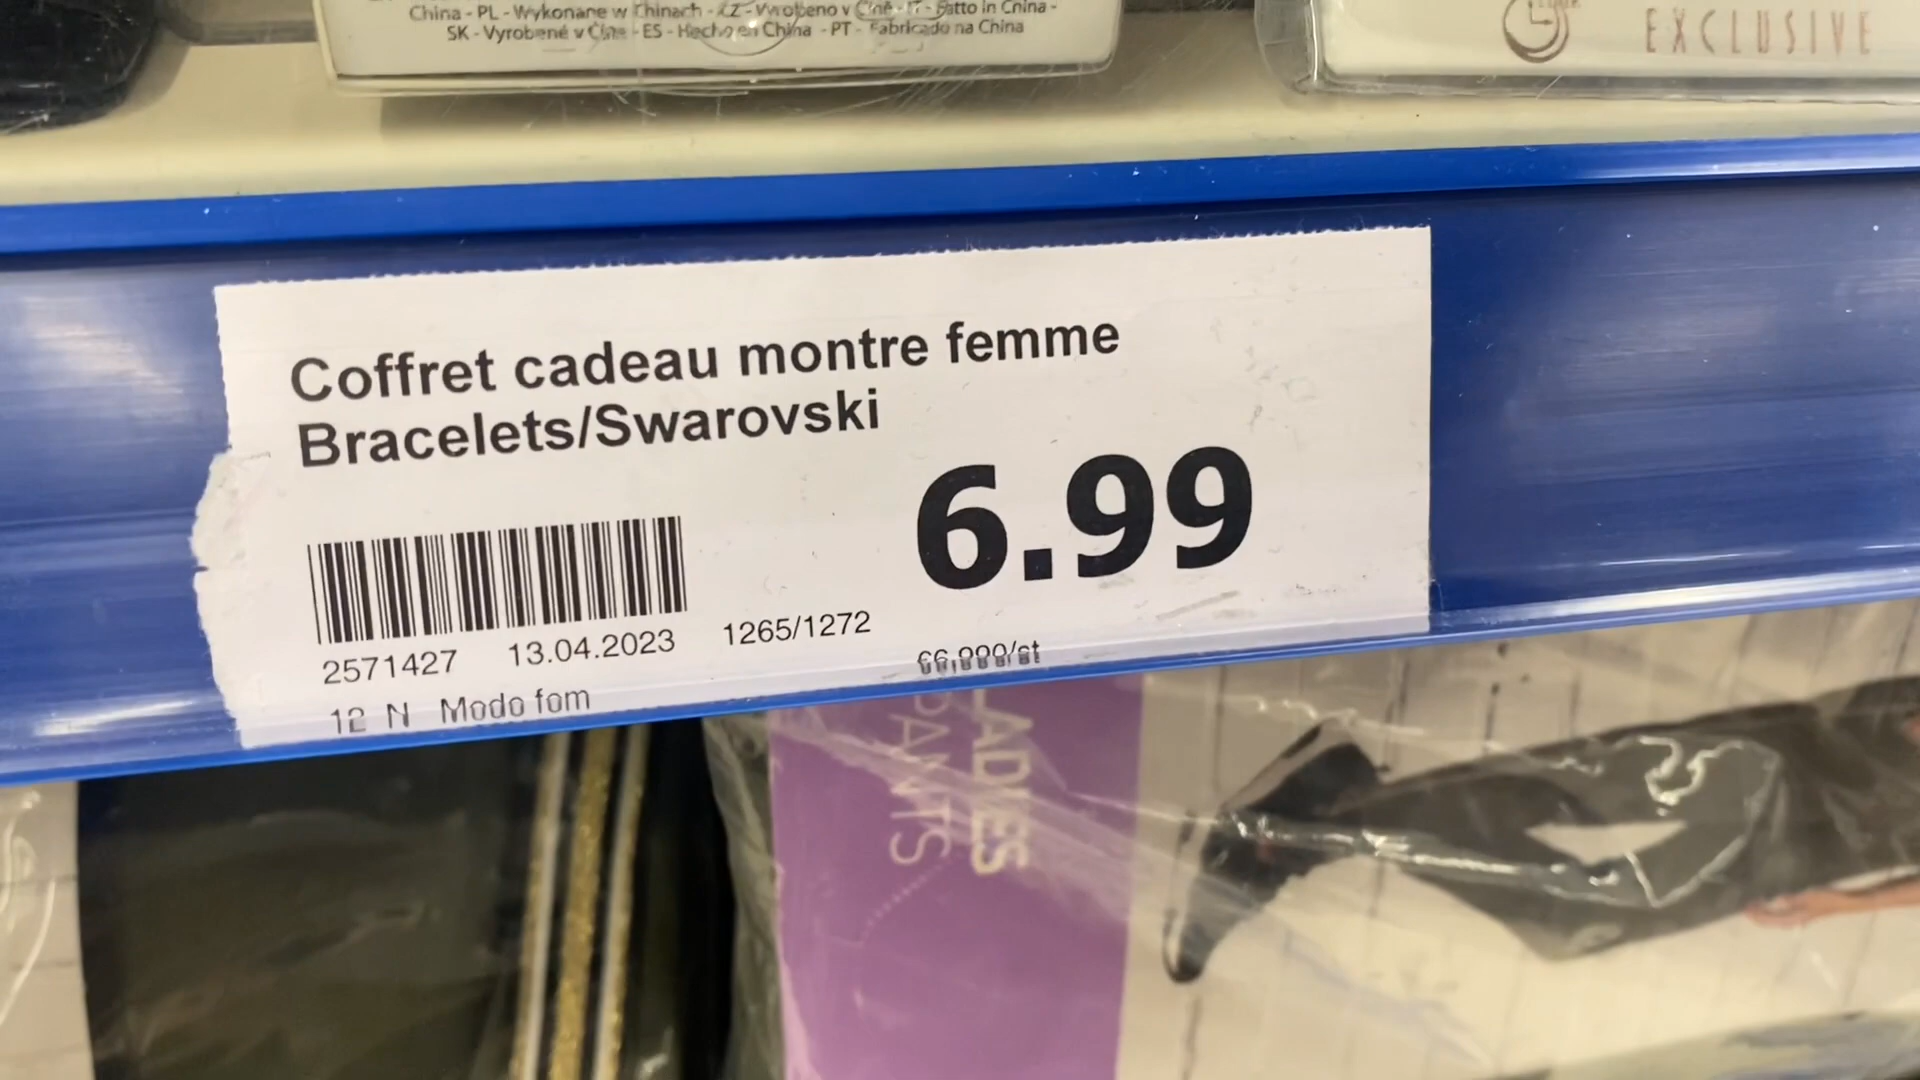 China - PL - Wykonane w Chinach - CZ - Vyrobeno v Číně - IT - Fatto in China -
SK - Vyrobené v Číne - ES - Hecho en China - PT - Fabricado na China
EXCLUSIVE
Coffret cadeau montre femme
Bracelets/Swarovski
6.99
2571427 13.04.2023 1265/1272
12 N Modo fom
LADIES
PANTS